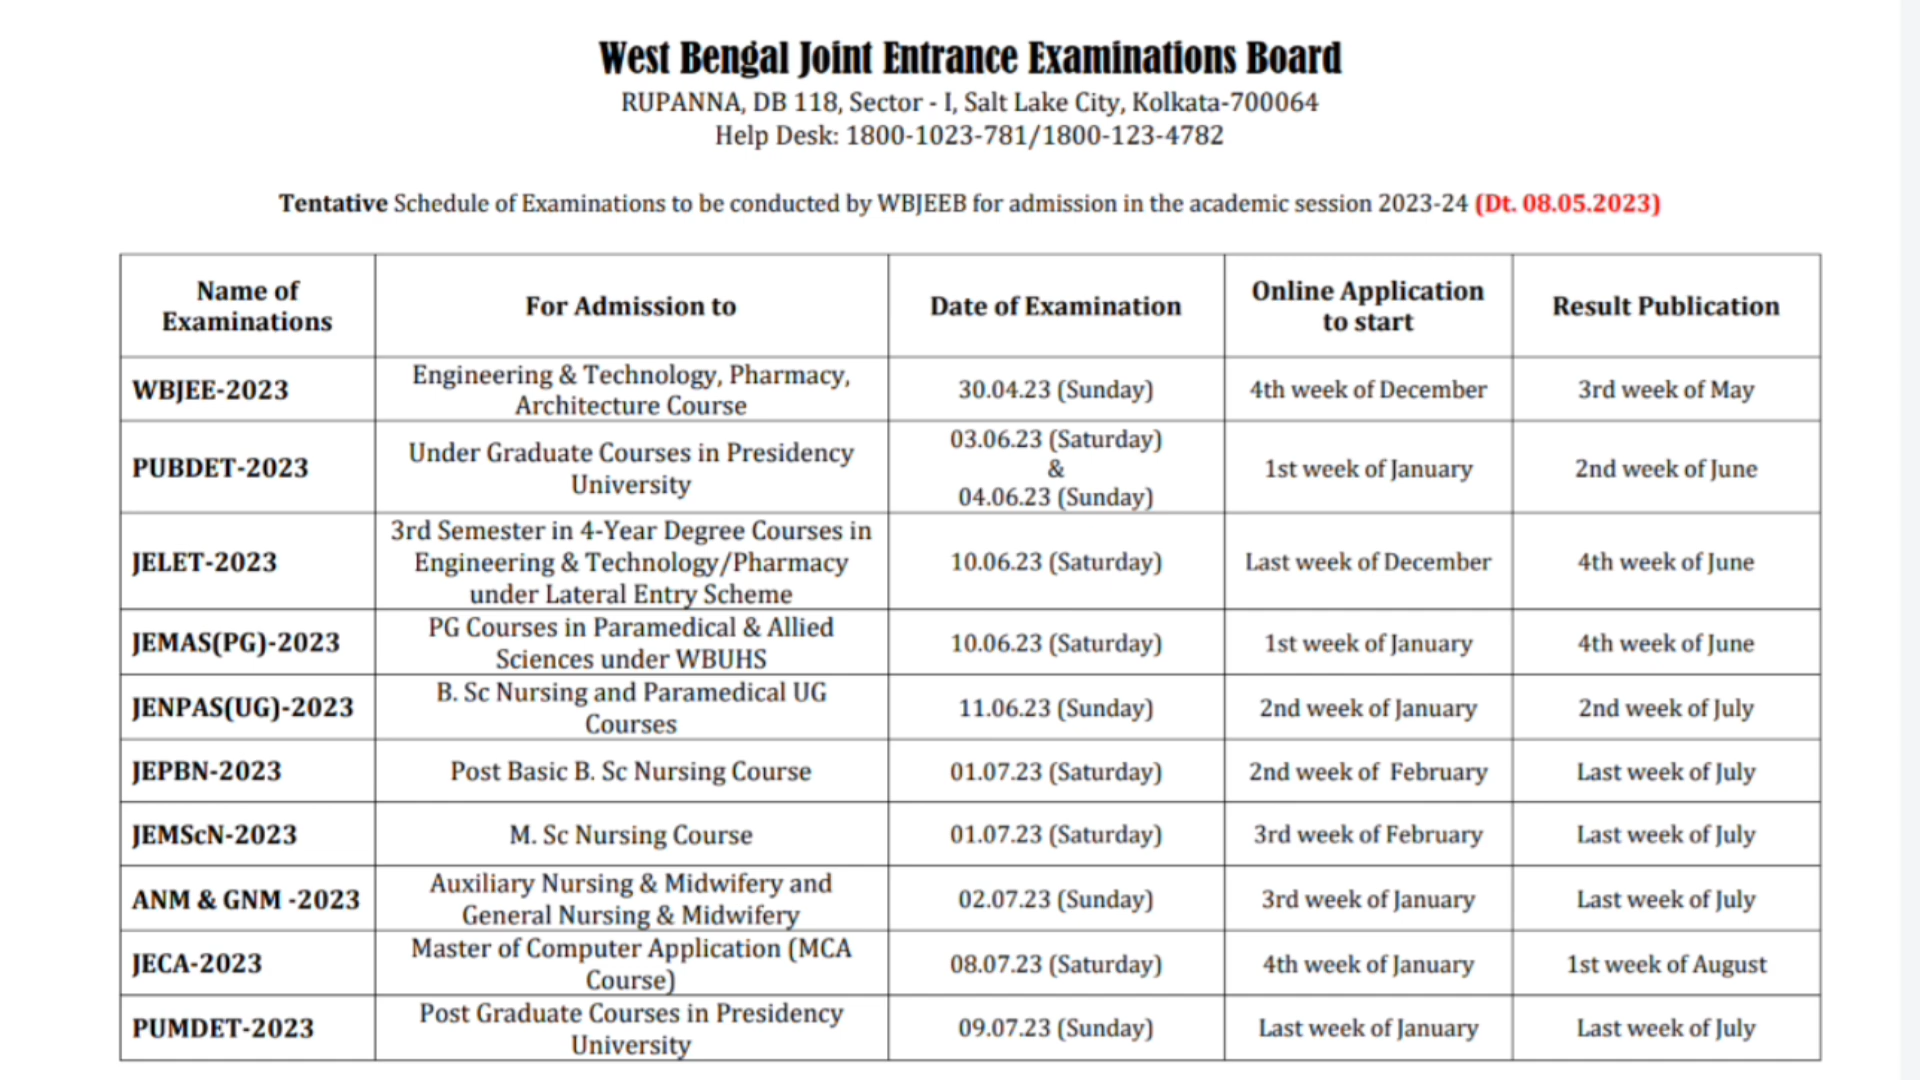 West Bengal Joint Entrance Examinations Board
RUPANNA, DB 118, Sector - I, Salt Lake City, Kolkata-700064
Help Desk: 1800-1023-781/1800-123-4782
Tentative Schedule of Examinations to be conducted by WBJEEB for admission in the academic session 2023-24 (Dt. 08.05.2023)
Name of
Examinations
For Admission to
Date of Examination
Online Application
to start
Result Publication
WBJEE-2023
Engineering & Technology, Pharmacy,
Architecture Course
30.04.23 (Sunday)
4th week of December
3rd week of May
PUBDET-2023
Under Graduate Courses in Presidency
University
03.06.23 (Saturday)
&
04.06.23 (Sunday)
1st week of January
2nd week of June
JELET-2023
3rd Semester in 4-Year Degree Courses in
Engineering & Technology/Pharmacy
under Lateral Entry Scheme
10.06.23 (Saturday)
Last week of December
4th week of June
JEMAS(PG)-2023
PG Courses in Paramedical & Allied
Sciences under WBUHS
10.06.23 (Saturday)
1st week of January
4th week of June
JENPAS(UG)-2023
B. Sc Nursing and Paramedical UG
Courses
11.06.23 (Sunday)
2nd week of January
2nd week of July
JEPBN-2023
Post Basic B. Sc Nursing Course
01.07.23 (Saturday)
2nd week of February
Last week of July
JEMScN-2023
M. Sc Nursing Course
01.07.23 (Saturday)
3rd week of February
Last week of July
ANM & GNM -2023
Auxiliary Nursing & Midwifery and
General Nursing & Midwifery
02.07.23 (Sunday)
3rd week of January
Last week of July
JECA-2023
Master of Computer Application (MCA
Course)
08.07.23 (Saturday)
4th week of January
1st week of August
PUMDET-2023
Post Graduate Courses in Presidency
University
09.07.23 (Sunday)
Last week of January
Last week of July